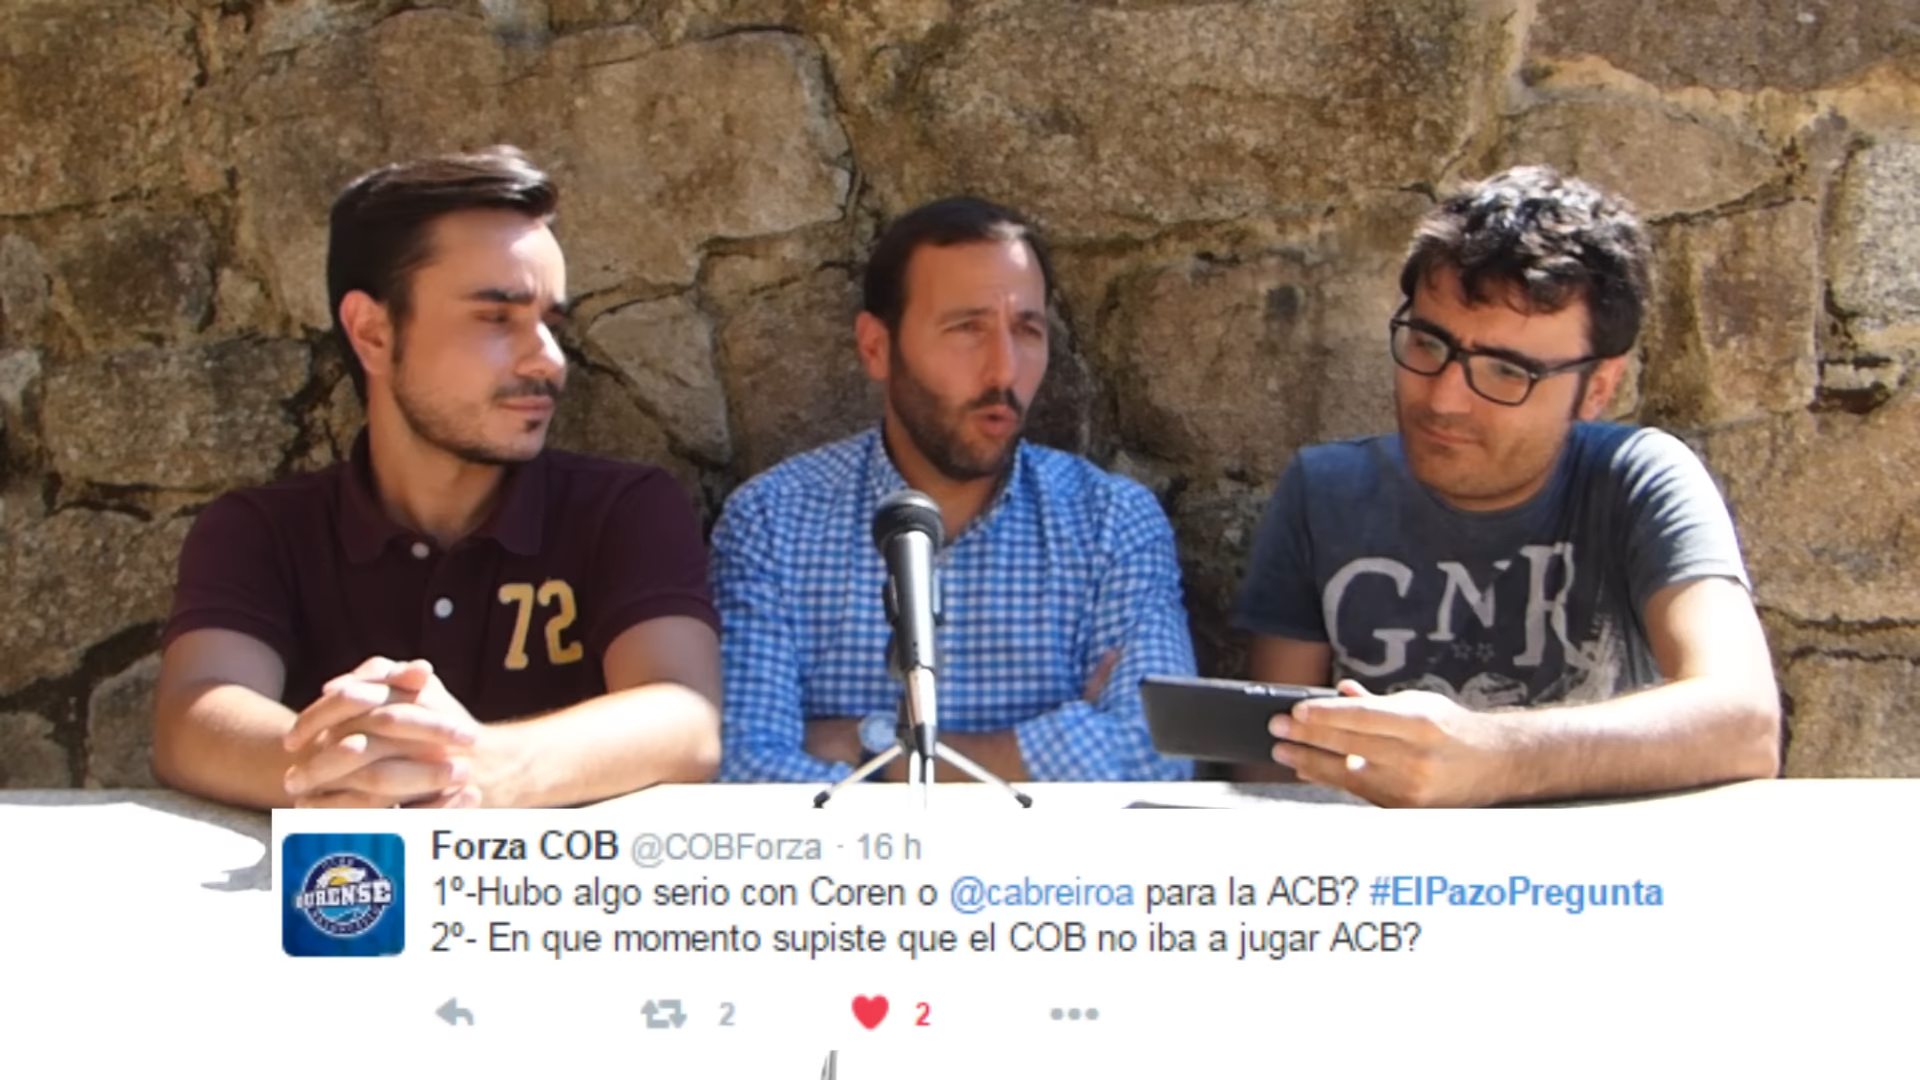 72
GNR
Forza COB @COBForza · 16 h
1º-Hubo algo serio con Coren o @cabreiroa para la ACB? #ElPazoPregunta
2º- En que momento supiste que el COB no iba a jugar ACB?
2 2
OURENSE